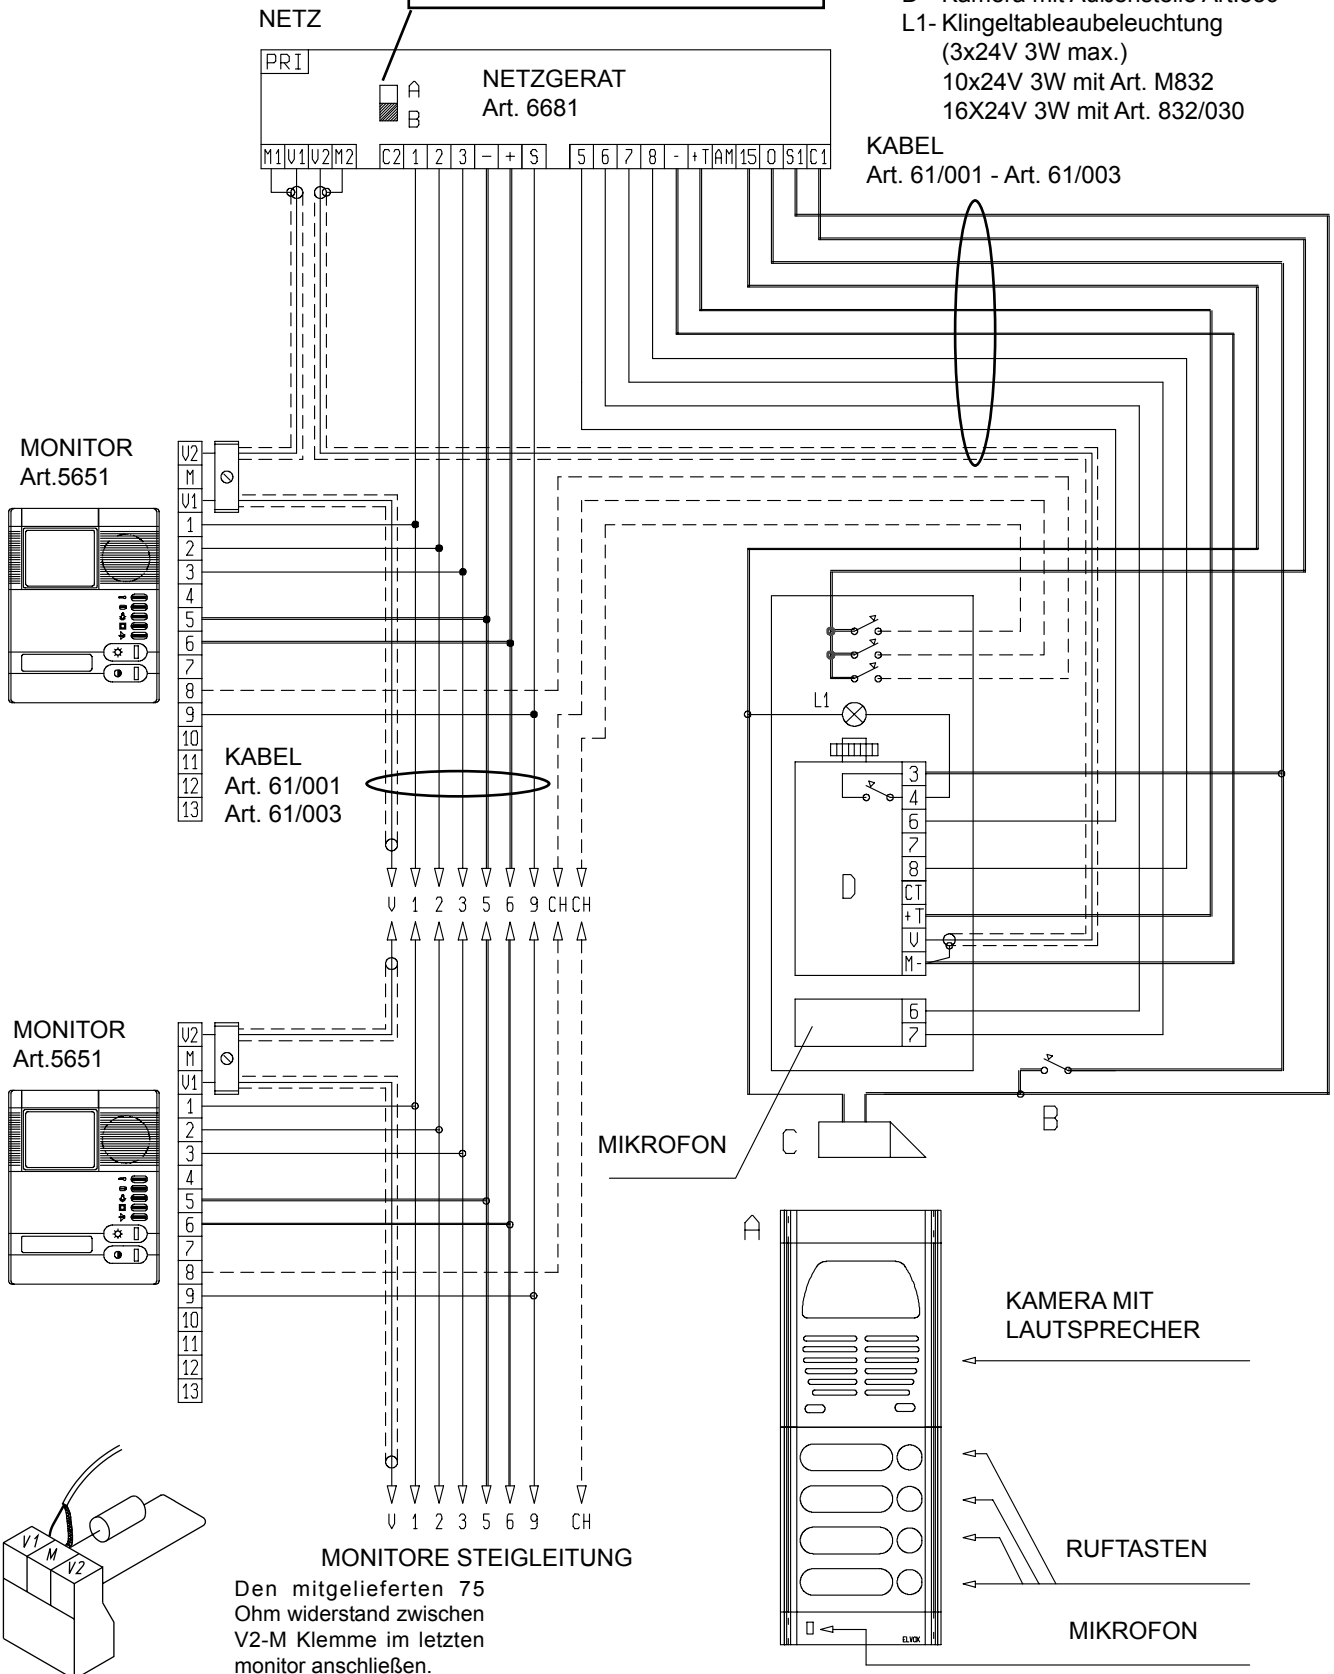 D - Kamera mit Außenstelle Art.559
NETZ
L1- Klingeltableaubeleuchtung
(3x24V 3W max.)
10x24V 3W mit Art. M832
16X24V 3W mit Art. 832/030
PRI
A
B
NETZGERAT
Art. 6681
M1 V1 V2 M2 C2 1 2 3 - + S 5 6 7 8 - +T AM 15 0 S1 C1
KABEL
Art. 61/001 - Art. 61/003
MONITOR
Art.5651
V2
M
V1
1
2
3
4
5
6
7
8
9
10
11
12
13
KABEL
Art. 61/001
Art. 61/003
L1
D
3
4
6
7
8
CT
+T
V
M-
6
7
V 1 2 3 5 6 9 CH CH
MONITOR
Art.5651
V2
M
V1
1
2
3
4
5
6
7
8
9
10
11
12
13
MIKROFON
C
B
A
KAMERA MIT
LAUTSPRECHER
RUFTASTEN
MIKROFON
ELVOX
V 1 2 3 5 6 9 CH
MONITORE STEIGLEITUNG
V1 M V2
Den mitgelieferten 75
Ohm widerstand zwischen
V2-M Klemme im letzten
monitor anschließen.